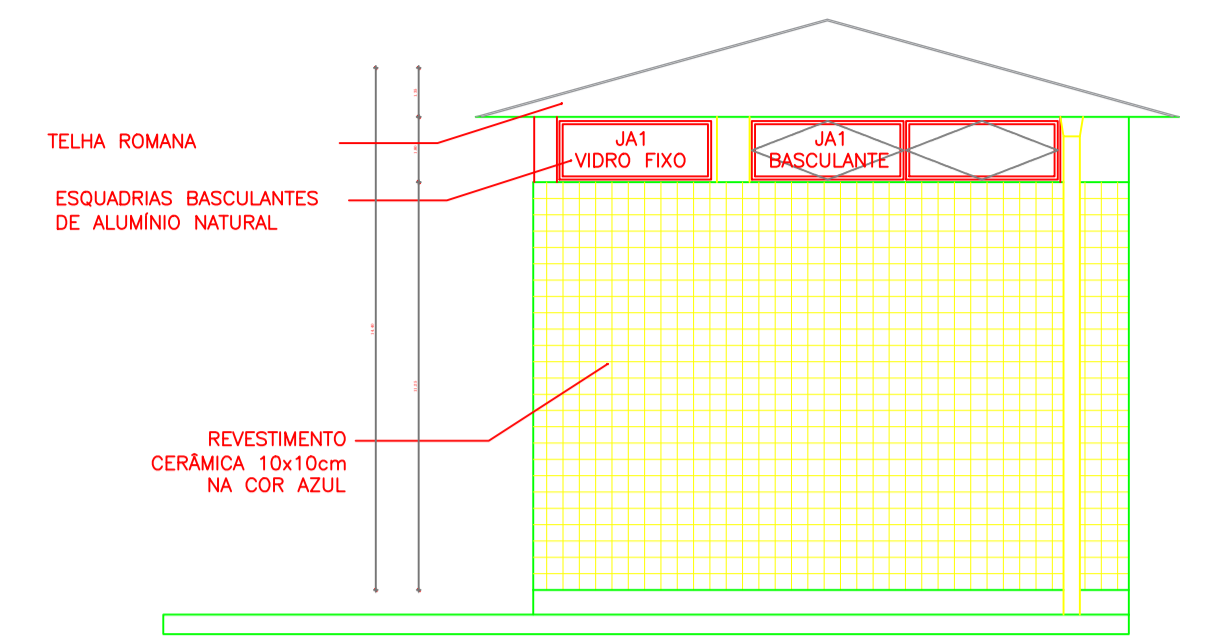 TELHA ROMANA
JA1
VIDRO FIXO
JA1
BASCULANTE
ESQUADRIAS BASCULANTES
DE ALUMÍNIO NATURAL
REVESTIMENTO
CERÂMICA 10x10cm
NA COR AZUL